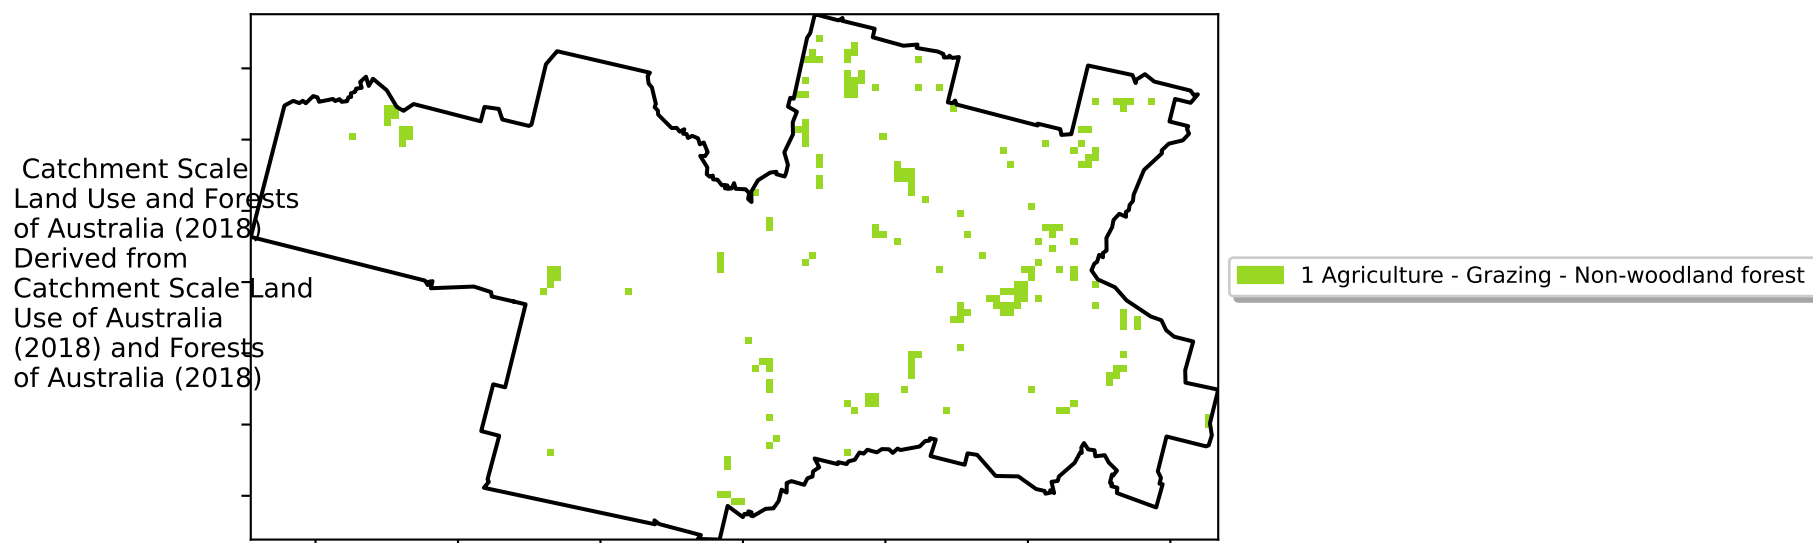 Catchment Scale
Land Use and Forests
of Australia (2018)
Derived from
Catchment Scale Land
Use of Australia
(2018) and Forests
of Australia (2018)
1 Agriculture - Grazing - Non-woodland forest